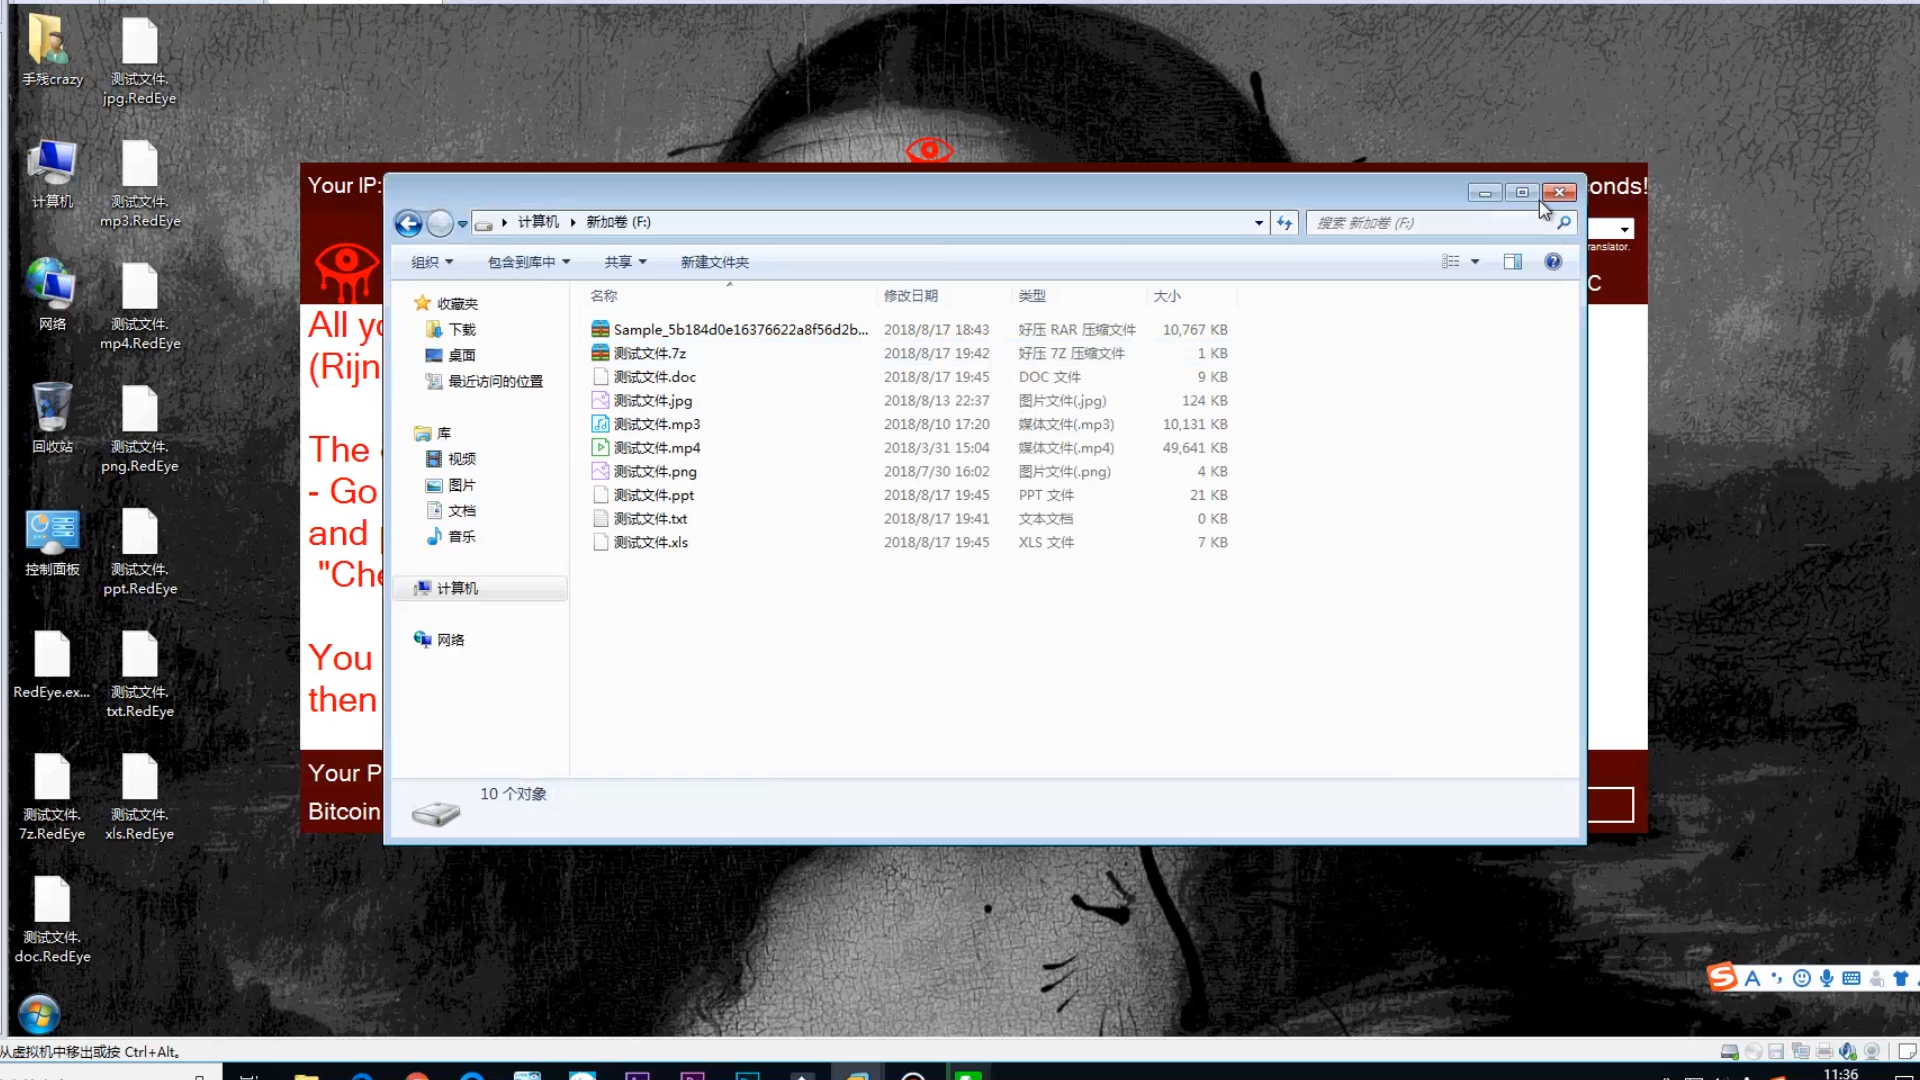 手残crazy
测试文件.
jpg.RedEye
计算机
测试文件.
mp3.RedEye
网络
测试文件.
mp4.RedEye
回收站
测试文件.
png.RedEye
控制面板
测试文件.
ppt.RedEye
RedEye.ex...
测试文件.
txt.RedEye
测试文件.
7z.RedEye
测试文件.
xls.RedEye
测试文件.
doc.RedEye
Your IP:
onds!
ranslator.
C
All yo
(Rijn
The
- Go
and
"Che
You
then
Your P
Bitcoin
计算机 新加卷 (F:)
搜索 新加卷 (F:)
组织 包含到库中 共享 新建文件夹
收藏夹
下载
桌面
最近访问的位置
库
视频
图片
文档
音乐
计算机
网络
名称 修改日期 类型 大小
Sample_5b184d0e16376622a8f56d2b... 2018/8/17 18:43 好压 RAR 压缩文件 10,767 KB
测试文件.7z 2018/8/17 19:42 好压 7Z 压缩文件 1 KB
测试文件.doc 2018/8/17 19:45 DOC 文件 9 KB
测试文件.jpg 2018/8/13 22:37 图片文件(.jpg) 124 KB
测试文件.mp3 2018/8/10 17:20 媒体文件(.mp3) 10,131 KB
测试文件.mp4 2018/3/31 15:04 媒体文件(.mp4) 49,641 KB
测试文件.png 2018/7/30 16:02 图片文件(.png) 4 KB
测试文件.ppt 2018/8/17 19:45 PPT 文件 21 KB
测试文件.txt 2018/8/17 19:41 文本文档 0 KB
测试文件.xls 2018/8/17 19:45 XLS 文件 7 KB
10 个对象
从虚拟机中移出或按 Ctrl+Alt。
11:36